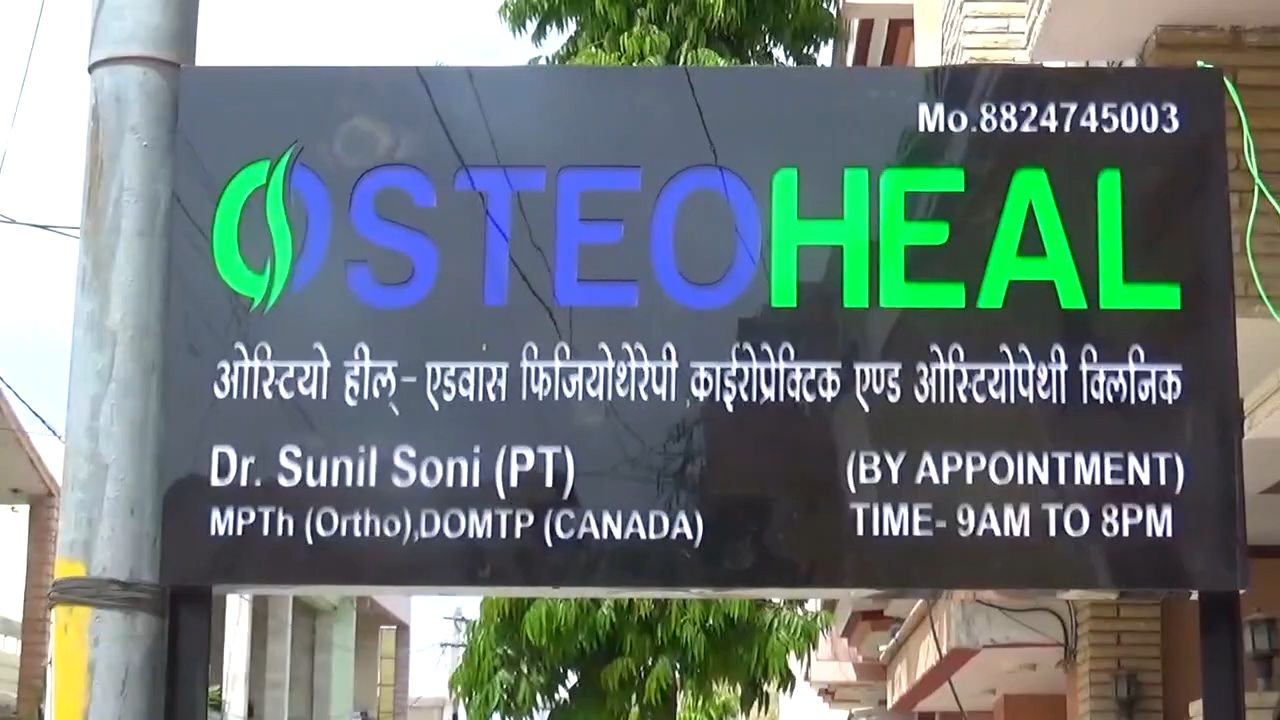 Mo.8824745003
OSTEOHEAL
ओस्टियो हील्- एडवांस फिजियोथेरेपी,काईरोप्रेक्टिक एण्ड ओस्टियोपेथी क्लिनिक
Dr. Sunil Soni (PT)
MPTh (Ortho),DOMTP (CANADA)
(BY APPOINTMENT)
TIME- 9AM TO 8PM